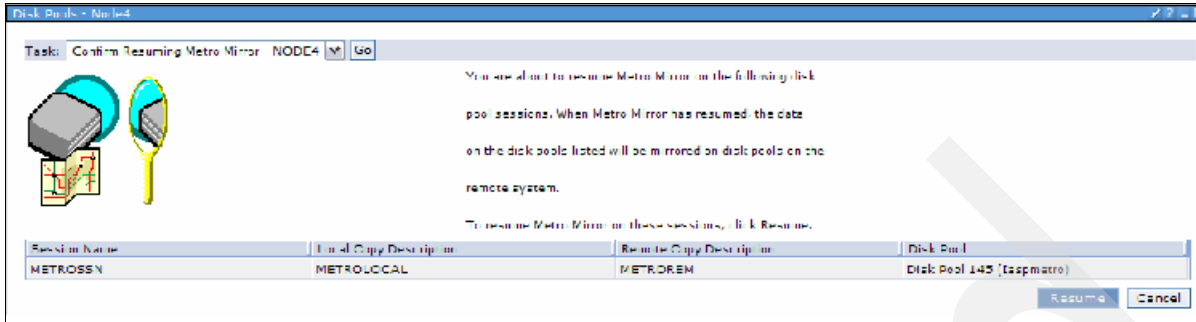 Disk Pools - Node4
Task: Confirm Resuming Metro Mirror NODE4 Go
You are about to resume Metro Mirror on the following disk
pool sessions. When Metro Mirror has resumed, the data
on the disk pools listed will be mirrored on disk pools on the
remote system.
To resume Metro Mirror on these sessions, click Resume.
Session Name Local Copy Description Remote Copy Description Disk Pool
METROSSN METROLOCAL METROREM Disk Pool 145 (Iaspmetro)
Resume Cancel